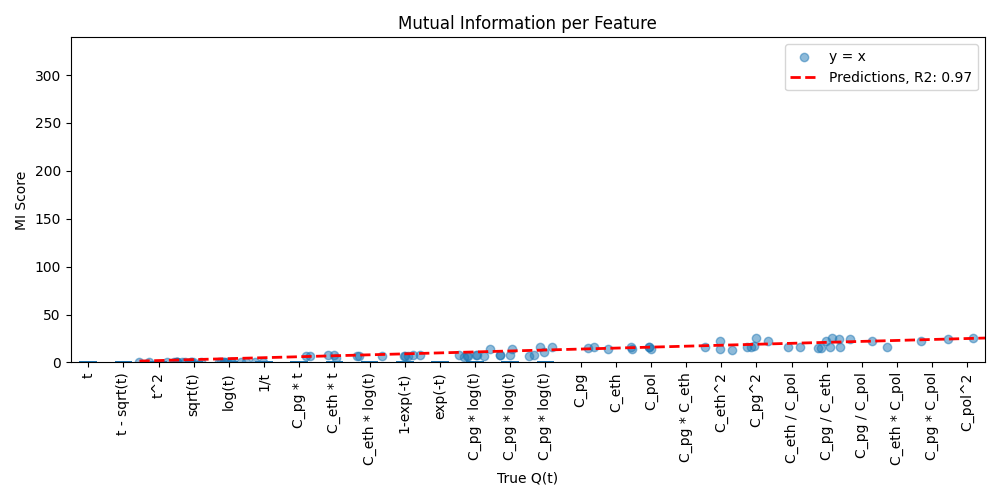 Mutual Information per Feature
y = x
Predictions, R2: 0.97
MI Score
300
250
200
150
100
50
0
t
t - sqrt(t)
t^2
sqrt(t)
log(t)
1/t
C_pg * t
C_eth * t
C_eth * log(t)
1-exp(-t)
exp(-t)
C_pg * log(t)
C_pg * log(t)
C_pg * log(t)
C_pg
C_eth
C_pol
C_pg * C_eth
C_eth^2
C_pg^2
C_eth / C_pol
C_pg / C_eth
C_pg / C_pol
C_eth * C_pol
C_pg * C_pol
C_pol^2
True Q(t)